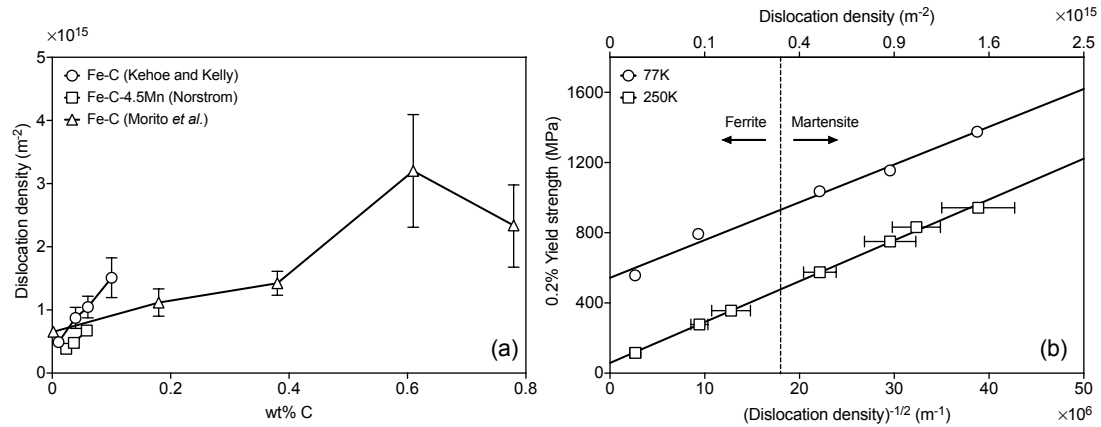 ×10^15
5
4
3
2
1
0
0
0.2
0.4
0.6
0.8
Dislocation density (m^-2)
wt% C
Fe-C (Kehoe and Kelly)
Fe-C-4.5Mn (Norstrom)
Fe-C (Morito et al.)
(a)
Dislocation density (m^-2)
×10^15
0
0.1
0.4
0.9
1.6
2.5
77K
250K
Ferrite
Martensite
1600
1200
800
400
0
0
10
20
30
40
50
0.2% Yield strength (MPa)
(Dislocation density)^-1/2 (m^-1)
×10^6
(b)